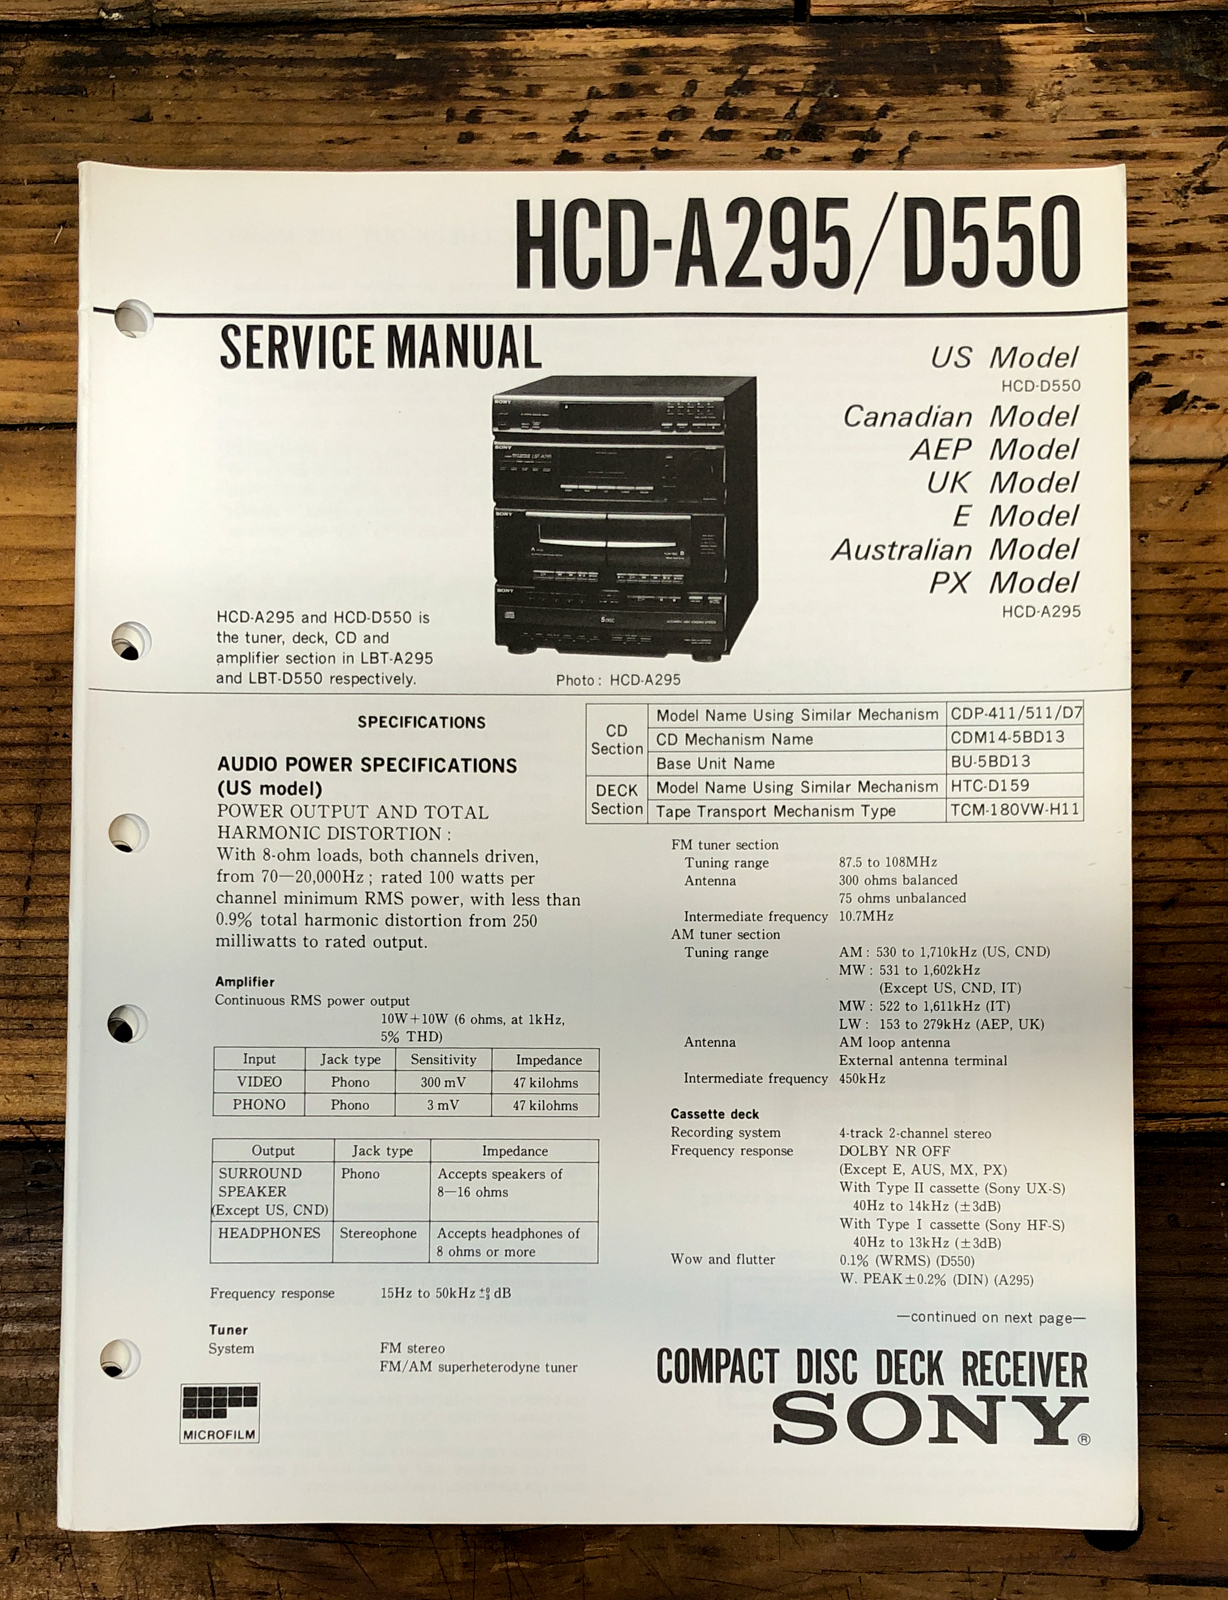 HCD-A295/D550
SERVICE MANUAL
US Model
HCD-D550
Canadian Model
AEP Model
UK Model
E Model
Australian Model
PX Model
HCD-A295
SONY
SONY
SONY
SONY
HCD-A295 and HCD-D550 is
the tuner, deck, CD and
amplifier section in LBT-A295
and LBT-D550 respectively.
Photo: HCD-A295
SPECIFICATIONS
AUDIO POWER SPECIFICATIONS
(US model)
POWER OUTPUT AND TOTAL
HARMONIC DISTORTION:
With 8-ohm loads, both channels driven,
from 70—20,000Hz; rated 100 watts per
channel minimum RMS power, with less than
0.9% total harmonic distortion from 250
milliwatts to rated output.
Amplifier
Continuous RMS power output
10W+10W (6 ohms, at 1kHz,
5% THD)
Input Jack type Sensitivity Impedance
VIDEO Phono 300 mV 47 kilohms
PHONO Phono 3 mV 47 kilohms
Output Jack type Impedance
SURROUND Phono Accepts speakers of
SPEAKER 8—16 ohms
(Except US, CND)
HEADPHONES Stereophone Accepts headphones of
8 ohms or more
Frequency response 15Hz to 50kHz dB
Tuner
System FM stereo
FM/AM superheterodyne tuner
MICROFILM
CD Section
Model Name Using Similar Mechanism CDP-411/511/D7
CD Mechanism Name CDM14-5BD13
Base Unit Name BU-5BD13
DECK Section
Model Name Using Similar Mechanism HTC-D159
Tape Transport Mechanism Type TCM-180VW-H11
FM tuner section
Tuning range 87.5 to 108MHz
Antenna 300 ohms balanced
75 ohms unbalanced
Intermediate frequency 10.7MHz
AM tuner section
Tuning range AM: 530 to 1,710kHz (US, CND)
MW: 531 to 1,602kHz
(Except US, CND, IT)
MW: 522 to 1,611kHz (IT)
LW: 153 to 279kHz (AEP, UK)
Antenna AM loop antenna
External antenna terminal
Intermediate frequency 450kHz
Cassette deck
Recording system 4-track 2-channel stereo
Frequency response DOLBY NR OFF
(Except E, AUS, MX, PX)
With Type II cassette (Sony UX-S)
40Hz to 14kHz (±3dB)
With Type I cassette (Sony HF-S)
40Hz to 13kHz (±3dB)
Wow and flutter 0.1% (WRMS) (D550)
W. PEAK±0.2% (DIN) (A295)
—continued on next page—
COMPACT DISC DECK RECEIVER
SONY®